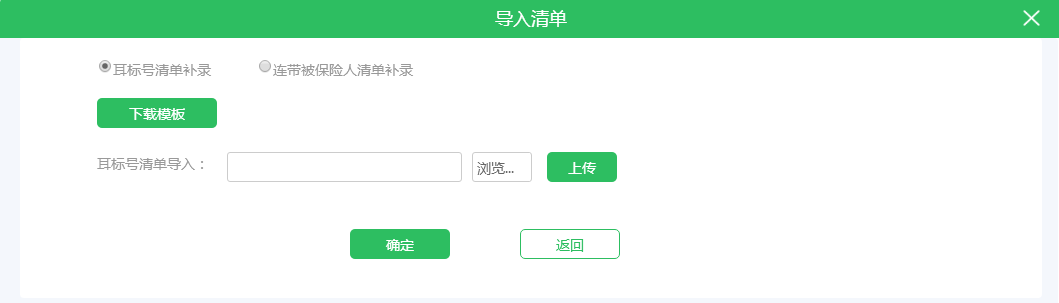 导入清单
耳标号清单补录 连带被保险人清单补录
下载模板
耳标号清单导入： 浏览... 上传
确定 返回